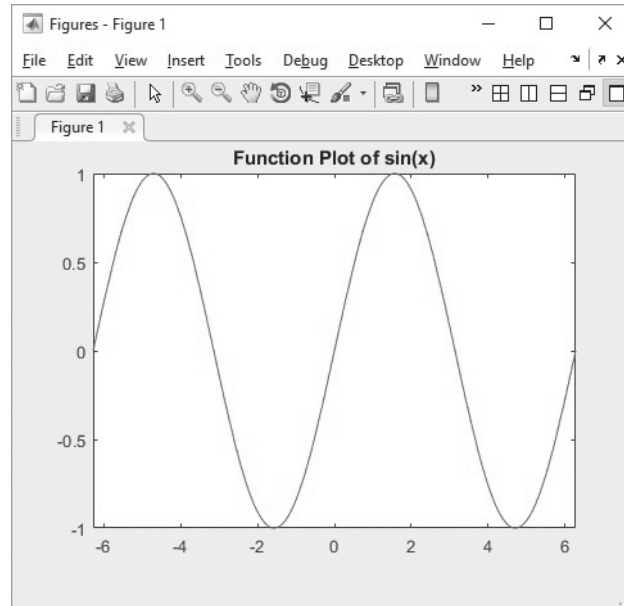 Figures - Figure 1
File Edit View Insert Tools Debug Desktop Window Help
Figure 1
Function Plot of sin(x)
1
0.5
0
-0.5
-1
-6 -4 -2 0 2 4 6